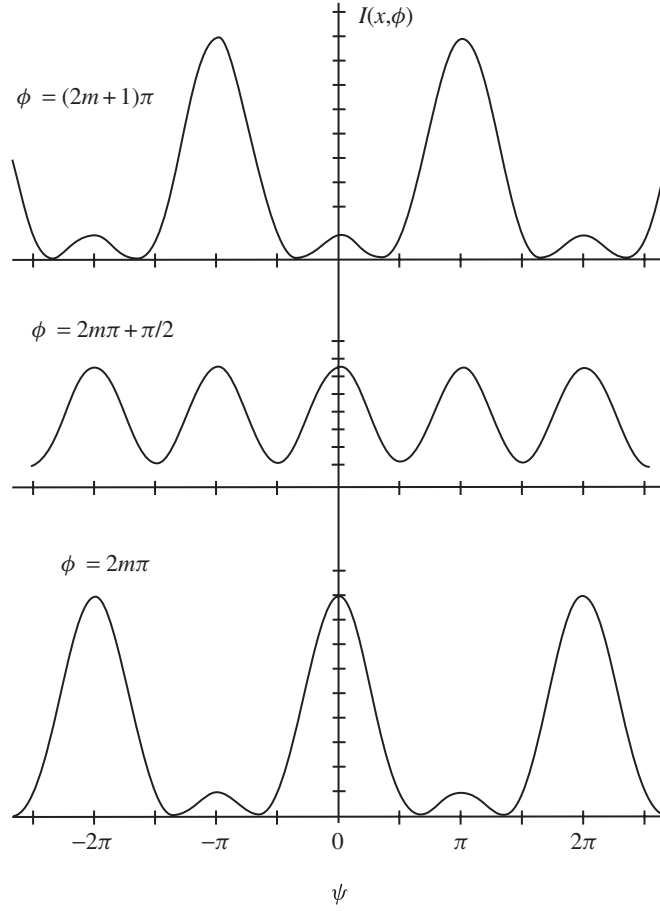 I(x,ϕ)
ϕ = (2m + 1)π
ϕ = 2mπ + π/2
ϕ = 2mπ
−2π −π 0 π 2π
ψ